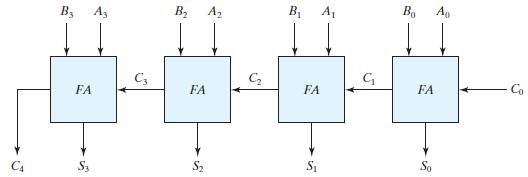 B3 A3 B2 A2 B1 A1 B0 A0
FA C3 FA C2 FA C1 FA C0
C4 S3 S2 S1 S0